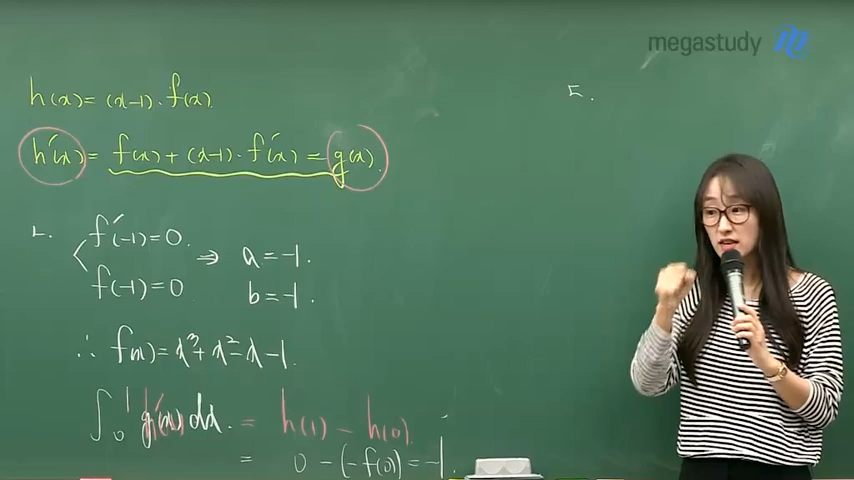 megastudy
h(x)=(x-1)·f(x).
h'(x)= f(x)+(x-1)·f'(x)=g(x).
ㄴ. f'(-1)=0. f(-1)=0 ⇒ a=-1. b=-1.
∴ f(x)=x³+x²-x-1.
∫₀¹ dx. = h(1)-h(0).
= 0-(-f(0))=-1.
ㄷ.